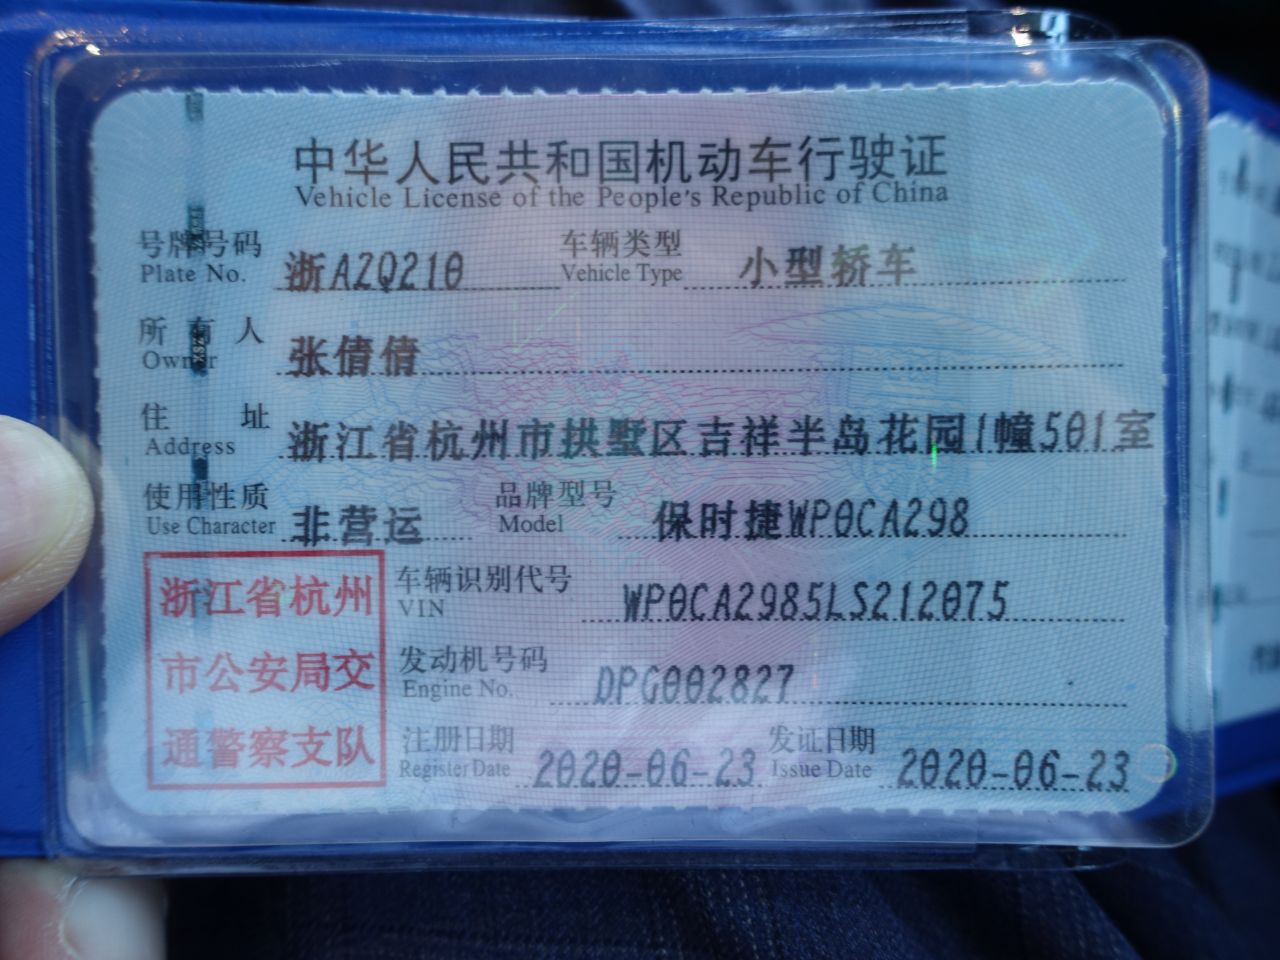 中华人民共和国机动车行驶证
Vehicle License of the People's Republic of China
号牌号码 浙AZQ210 车辆类型 小型轿车
Plate No. Vehicle Type
所有人 张倩倩
Owner
住址 浙江省杭州市拱墅区吉祥半岛花园1幢501室
Address
使用性质 非营运 品牌型号 保时捷WP0CA298
Use Character Model
浙江省杭州
市公安局交
通警察支队
车辆识别代号 WP0CA2985LS212075
VIN
发动机号码 DPG002827
Engine No.
注册日期 2020-06-23 发证日期 2020-06-23
Register Date Issue Date